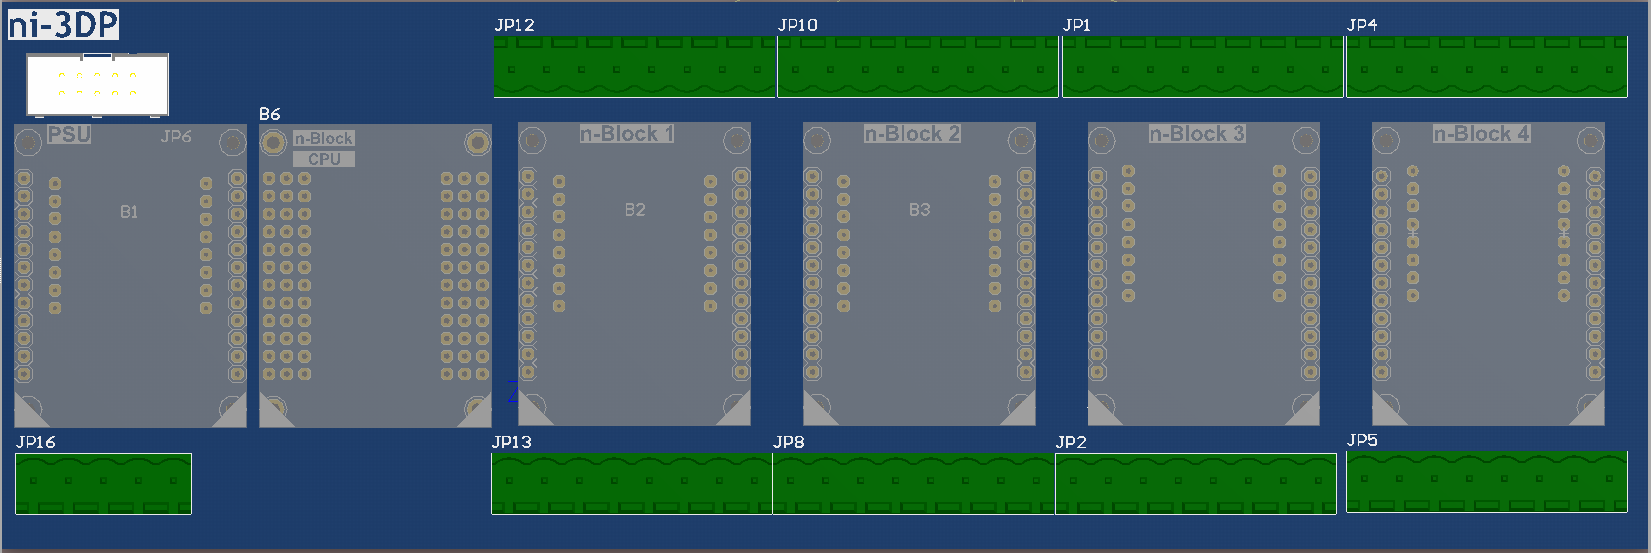 ni-3DP
JP12
JP10
JP1
JP4
B6
PSU
JP6
n-Block
CPU
n-Block 1
n-Block 2
n-Block 3
n-Block 4
B1
B2
B3
JP16
JP13
JP8
JP2
JP5